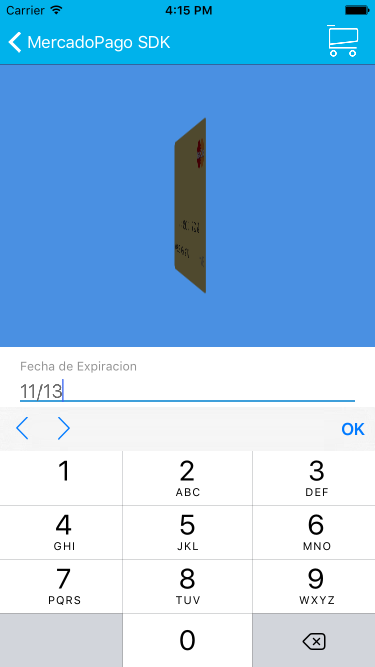 Carrier 4:15 PM
MercadoPago SDK
Fecha de Expiracion
11/13
OK
1 2 3
ABC DEF
4 5 6
GHI JKL MNO
7 8 9
PQRS TUV WXYZ
0